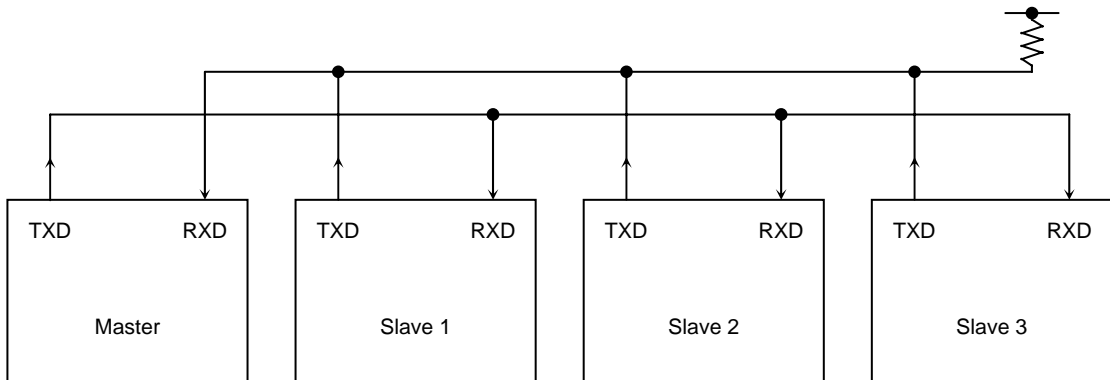 TXD RXD TXD RXD TXD RXD TXD RXD
Master Slave 1 Slave 2 Slave 3